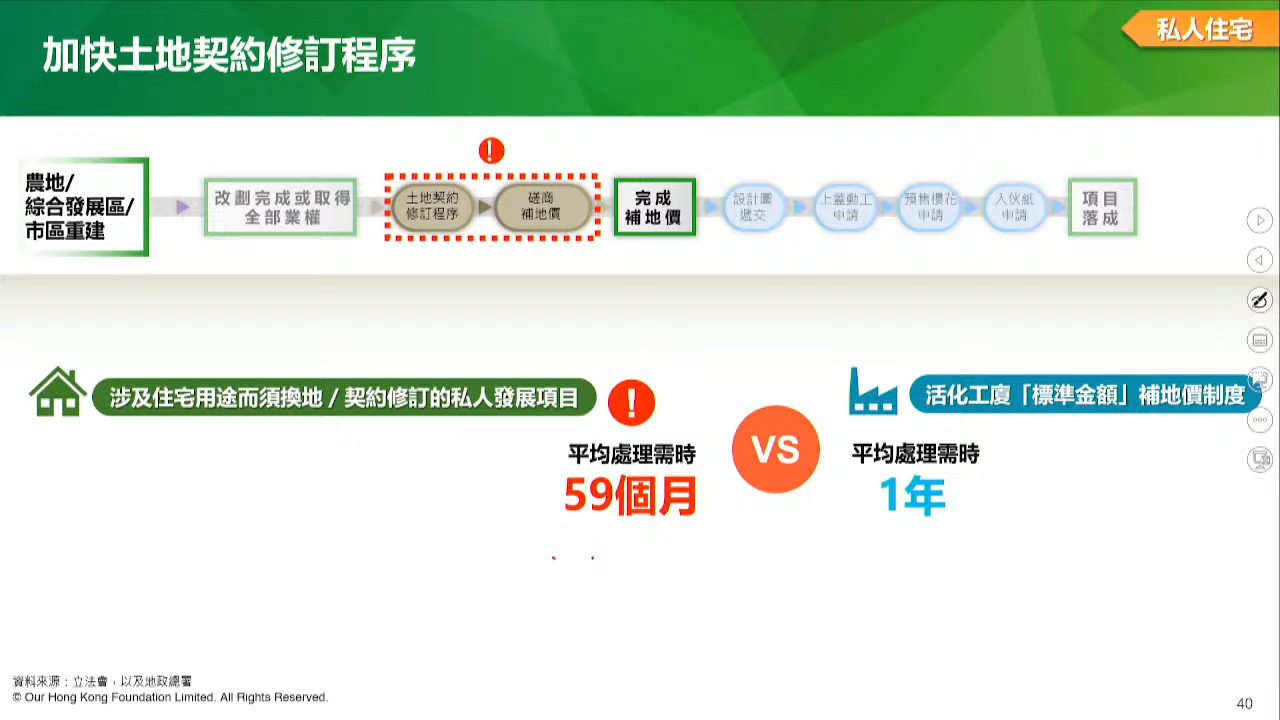 加快土地契約修訂程序
私人住宅
農地/
綜合發展區/
市區重建
改劃完成或取得
全部業權
!
土地契約
修訂程序
磋商
補地價
完成
補地價
設計圖
遞交
上蓋動工
申請
預售樓花
申請
入伙紙
申請
項目
落成
涉及住宅用途而須換地 / 契約修訂的私人發展項目
!
平均處理需時
59個月
VS
活化工廈「標準金額」補地價制度
平均處理需時
1年
資料來源：立法會，以及地政總署
© Our Hong Kong Foundation Limited. All Rights Reserved.
40